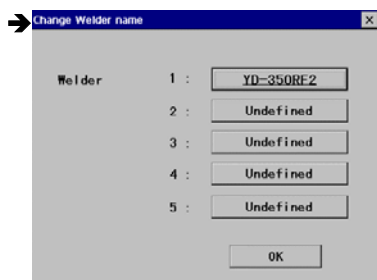 Change Welder name
Welder 1 : YD-350RF2
2 : Undefined
3 : Undefined
4 : Undefined
5 : Undefined
OK